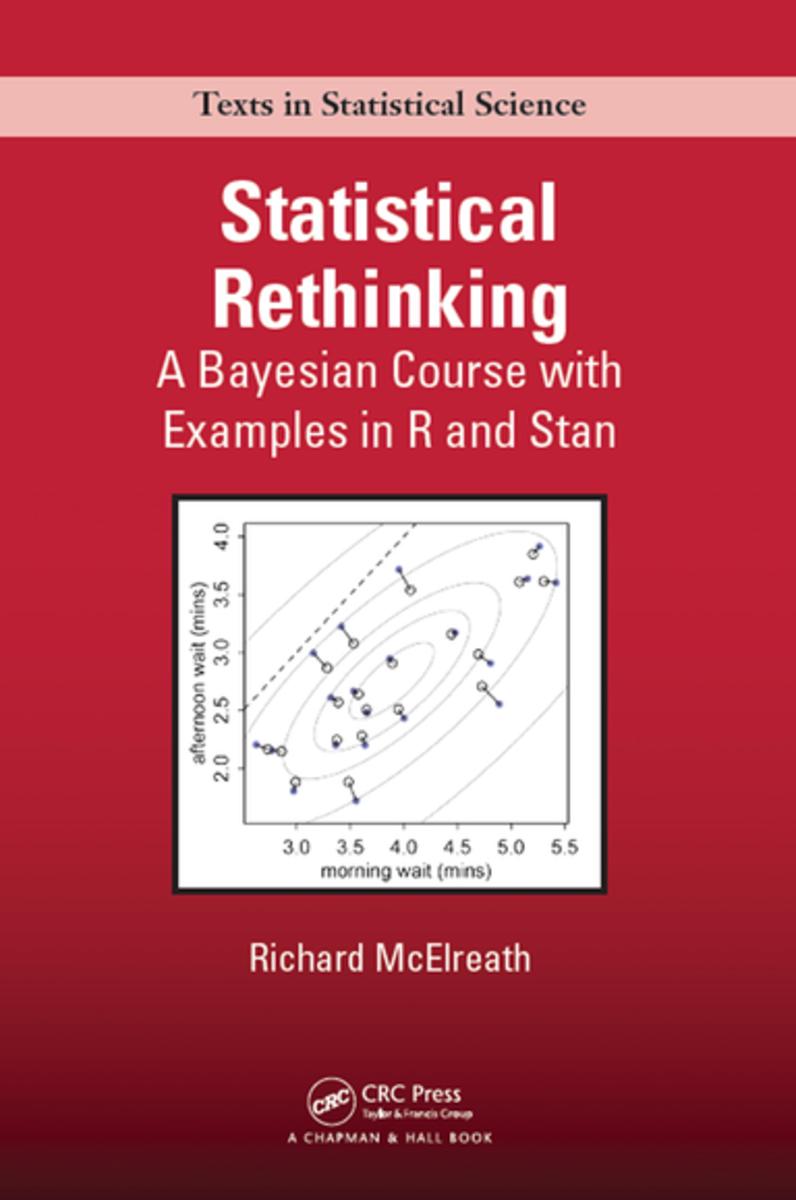 Texts in Statistical Science
Statistical
Rethinking
A Bayesian Course with
Examples in R and Stan
4.0
3.5
3.0
2.5
2.0
afternoon wait (mins)
3.0 3.5 4.0 4.5 5.0 5.5
morning wait (mins)
Richard McElreath
CRC
CRC Press
Taylor & Francis Group
A CHAPMAN & HALL BOOK